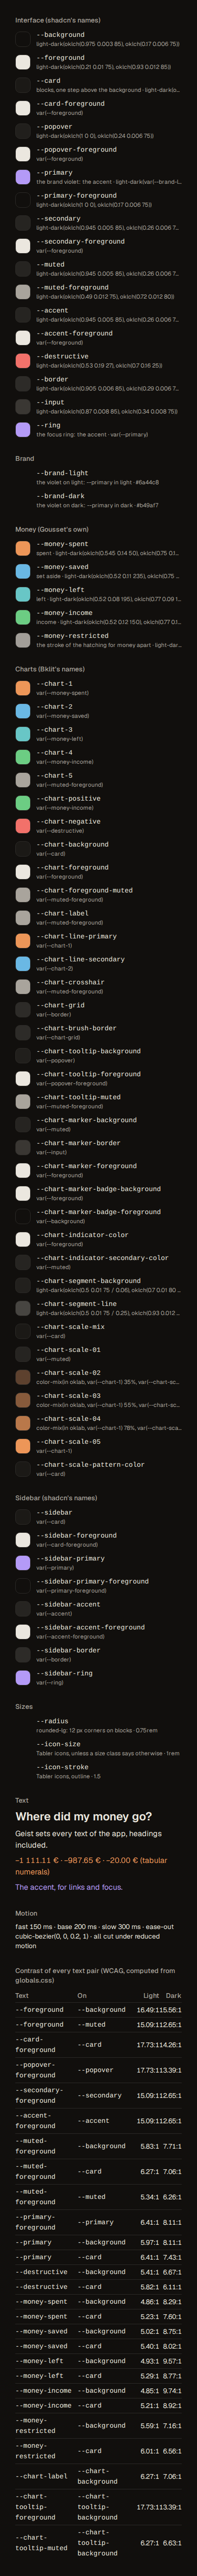 Interface (shadcn's names)
--background
light-dark(oklch(0.975 0.003 85), oklch(0.17 0.006 75))
--foreground
light-dark(oklch(0.21 0.01 75), oklch(0.93 0.012 85))
--card
blocks, one step above the background · light-dark(o...
--card-foreground
var(--foreground)
--popover
light-dark(oklch(1 0 0), oklch(0.24 0.006 75))
--popover-foreground
var(--foreground)
--primary
the brand violet: the accent · light-dark(var(--brand-l...
--primary-foreground
light-dark(oklch(1 0 0), oklch(0.17 0.006 75))
--secondary
light-dark(oklch(0.945 0.005 85), oklch(0.26 0.006 7...
--secondary-foreground
var(--foreground)
--muted
light-dark(oklch(0.945 0.005 85), oklch(0.26 0.006 7...
--muted-foreground
light-dark(oklch(0.49 0.012 75), oklch(0.72 0.012 80))
--accent
light-dark(oklch(0.945 0.005 85), oklch(0.26 0.006 7...
--accent-foreground
var(--foreground)
--destructive
light-dark(oklch(0.53 0.19 27), oklch(0.7 0.16 25))
--border
light-dark(oklch(0.905 0.006 85), oklch(0.29 0.006 7...
--input
light-dark(oklch(0.87 0.008 85), oklch(0.34 0.008 75))
--ring
the focus ring: the accent · var(--primary)
Brand
--brand-light
the violet on light: --primary in light · #6a44c8
--brand-dark
the violet on dark: --primary in dark · #b49af7
Money (Gousset's own)
--money-spent
spent · light-dark(oklch(0.545 0.14 50), oklch(0.75 0.1...
--money-saved
set aside · light-dark(oklch(0.52 0.11 235), oklch(0.75 ...
--money-left
left · light-dark(oklch(0.52 0.08 195), oklch(0.77 0.09 1...
--money-income
income · light-dark(oklch(0.52 0.12 150), oklch(0.77 0.1...
--money-restricted
the stroke of the hatching for money apart · light-dar...
Charts (Bklit's names)
--chart-1
var(--money-spent)
--chart-2
var(--money-saved)
--chart-3
var(--money-left)
--chart-4
var(--money-income)
--chart-5
var(--muted-foreground)
--chart-positive
var(--money-income)
--chart-negative
var(--destructive)
--chart-background
var(--card)
--chart-foreground
var(--foreground)
--chart-foreground-muted
var(--muted-foreground)
--chart-label
var(--muted-foreground)
--chart-line-primary
var(--chart-1)
--chart-line-secondary
var(--chart-2)
--chart-crosshair
var(--muted-foreground)
--chart-grid
var(--border)
--chart-brush-border
var(--chart-grid)
--chart-tooltip-background
var(--popover)
--chart-tooltip-foreground
var(--popover-foreground)
--chart-tooltip-muted
var(--muted-foreground)
--chart-marker-background
var(--muted)
--chart-marker-border
var(--input)
--chart-marker-foreground
var(--foreground)
--chart-marker-badge-background
var(--foreground)
--chart-marker-badge-foreground
var(--background)
--chart-indicator-color
var(--foreground)
--chart-indicator-secondary-color
var(--muted)
--chart-segment-background
light-dark(oklch(0.5 0.01 75 / 0.06), oklch(0.7 0.01 80 ...
--chart-segment-line
light-dark(oklch(0.5 0.01 75 / 0.25), oklch(0.93 0.012 ...
--chart-scale-mix
var(--card)
--chart-scale-01
var(--muted)
--chart-scale-02
color-mix(in oklab, var(--chart-1) 35%, var(--chart-sc...
--chart-scale-03
color-mix(in oklab, var(--chart-1) 55%, var(--chart-sc...
--chart-scale-04
color-mix(in oklab, var(--chart-1) 78%, var(--chart-sca...
--chart-scale-05
var(--chart-1)
--chart-scale-pattern-color
var(--card)
Sidebar (shadcn's names)
--sidebar
var(--card)
--sidebar-foreground
var(--card-foreground)
--sidebar-primary
var(--primary)
--sidebar-primary-foreground
var(--primary-foreground)
--sidebar-accent
var(--accent)
--sidebar-accent-foreground
var(--accent-foreground)
--sidebar-border
var(--border)
--sidebar-ring
var(--ring)
Sizes
--radius
rounded-lg: 12 px corners on blocks · 0.75rem
--icon-size
Tabler icons, unless a size class says otherwise · 1rem
--icon-stroke
Tabler icons, outline · 1.5
Text
Where did my money go?
Geist sets every text of the app, headings
included.
−1 111.11 € · −987.65 € · −20.00 € (tabular
numerals)
The accent, for links and focus.
Motion
fast 150 ms · base 200 ms · slow 300 ms · ease-out
cubic-bezier(0, 0, 0.2, 1) · all cut under reduced
motion
Contrast of every text pair (WCAG, computed from
globals.css)
Text On Light Dark
--foreground --background 16.49:1 15.56:1
--foreground --muted 15.09:1 12.65:1
--card-
foreground --card 17.73:1 14.26:1
--popover-
foreground --popover 17.73:1 13.39:1
--secondary-
foreground --secondary 15.09:1 12.65:1
--accent-
foreground --accent 15.09:1 12.65:1
--muted-
foreground --background 5.83:1 7.71:1
--muted-
foreground --card 6.27:1 7.06:1
--muted-
foreground --muted 5.34:1 6.26:1
--primary-
foreground --primary 6.41:1 8.11:1
--primary --background 5.97:1 8.11:1
--primary --card 6.41:1 7.43:1
--destructive --background 5.41:1 6.67:1
--destructive --card 5.82:1 6.11:1
--money-spent --background 4.86:1 8.29:1
--money-spent --card 5.23:1 7.60:1
--money-saved --background 5.02:1 8.75:1
--money-saved --card 5.40:1 8.02:1
--money-left --background 4.93:1 9.57:1
--money-left --card 5.29:1 8.77:1
--money-income --background 4.85:1 9.74:1
--money-income --card 5.21:1 8.92:1
--money-
restricted --background 5.59:1 7.16:1
--money-
restricted --card 6.01:1 6.56:1
--chart-label --chart-
background 6.27:1 7.06:1
--chart-
tooltip-
foreground --chart-
tooltip-
background 17.73:1 13.39:1
--chart-
tooltip-muted --chart-
tooltip-
background 6.27:1 6.63:1